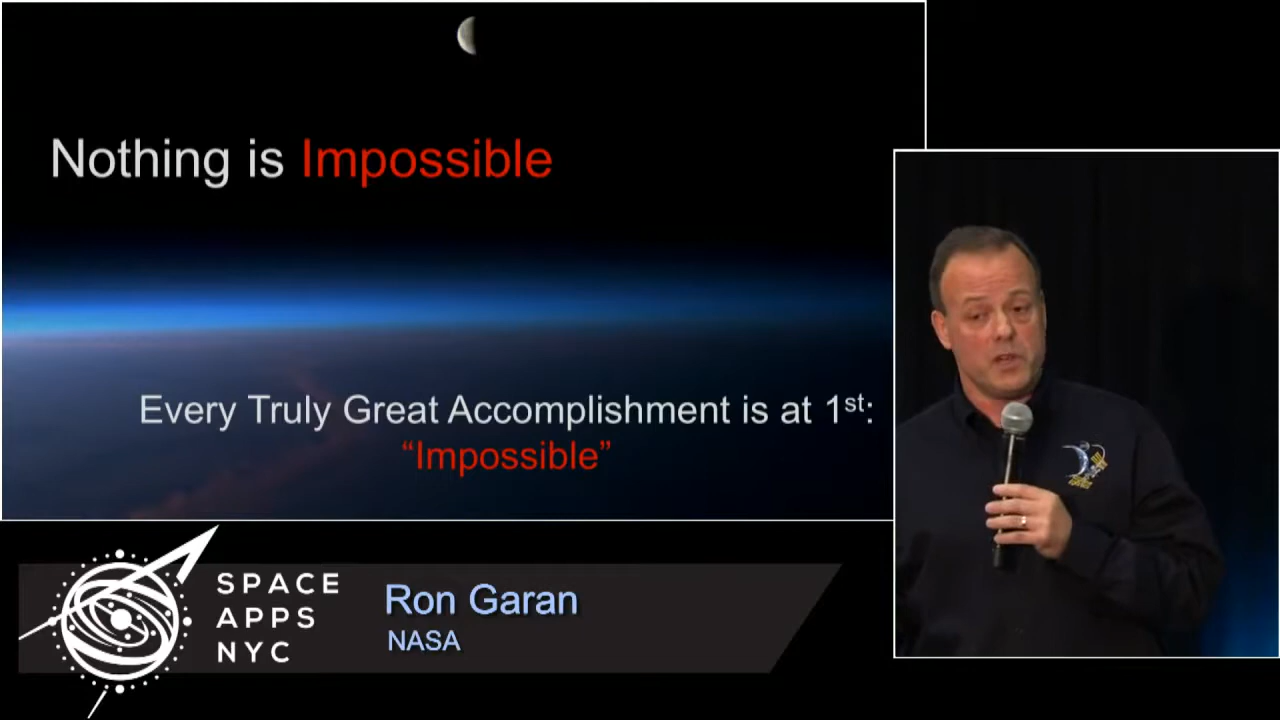 Nothing is Impossible
Every Truly Great Accomplishment is at 1st:
“Impossible”
SPACE
APPS
NYC
Ron Garan
NASA